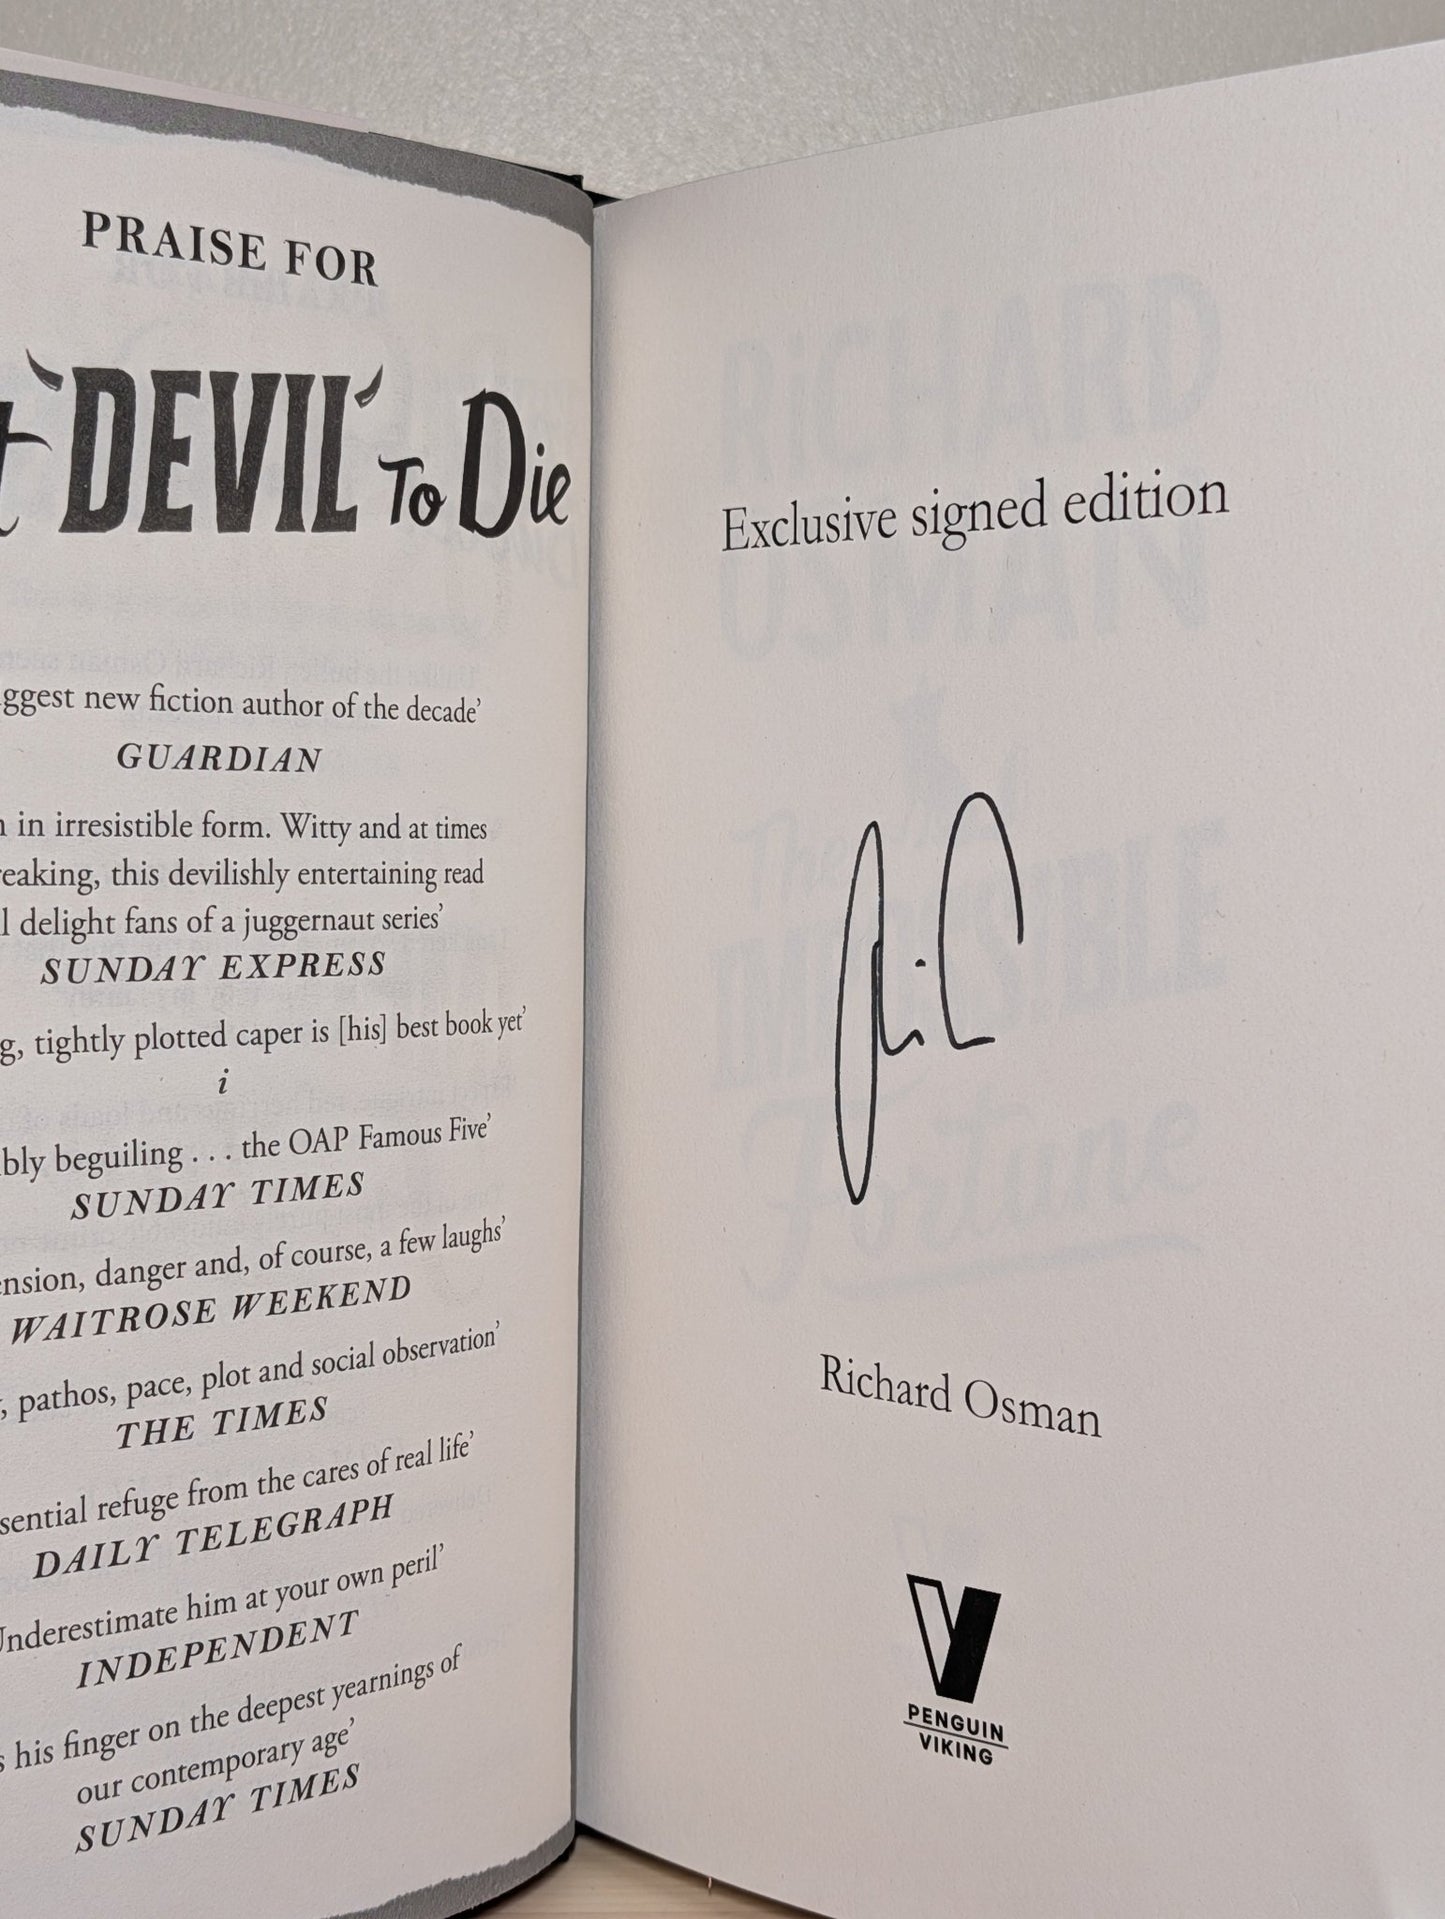 PRAISE FOR
DEVIL To Die
new fiction author of the decade'
GUARDIAN
in irresistible form. Witty and at times
this devilishly entertaining read
delight fans of a juggernaut series'
SUNDAY EXPRESS
tightly plotted caper is [his] best book yet'
i
beguiling . . . the OAP Famous Five'
SUNDAY TIMES
danger and, of course, a few laughs'
WAITROSE WEEKEND
pathos, pace, plot and social observation'
THE TIMES
refuge from the cares of real life'
DAILY TELEGRAPH
Underestimate him at your own peril'
INDEPENDENT
his finger on the deepest yearnings of
our contemporary age'
SUNDAY TIMES
Exclusive signed edition
Richard Osman
PENGUIN
VIKING